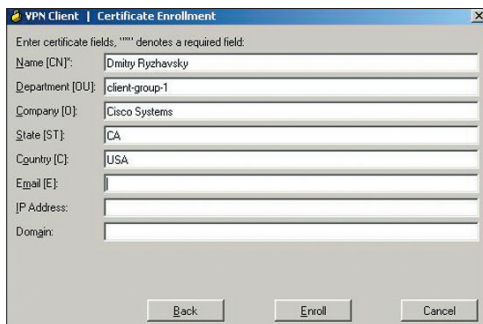 VPN Client | Certificate Enrollment
Enter certificate fields, "*" denotes a required field:
Name [CN]*: Dmitry Ryzhavsky
Department [OU]: client-group-1
Company [O]: Cisco Systems
State [ST]: CA
Country [C]: USA
Email [E]:
IP Address:
Domain:
Back Enroll Cancel